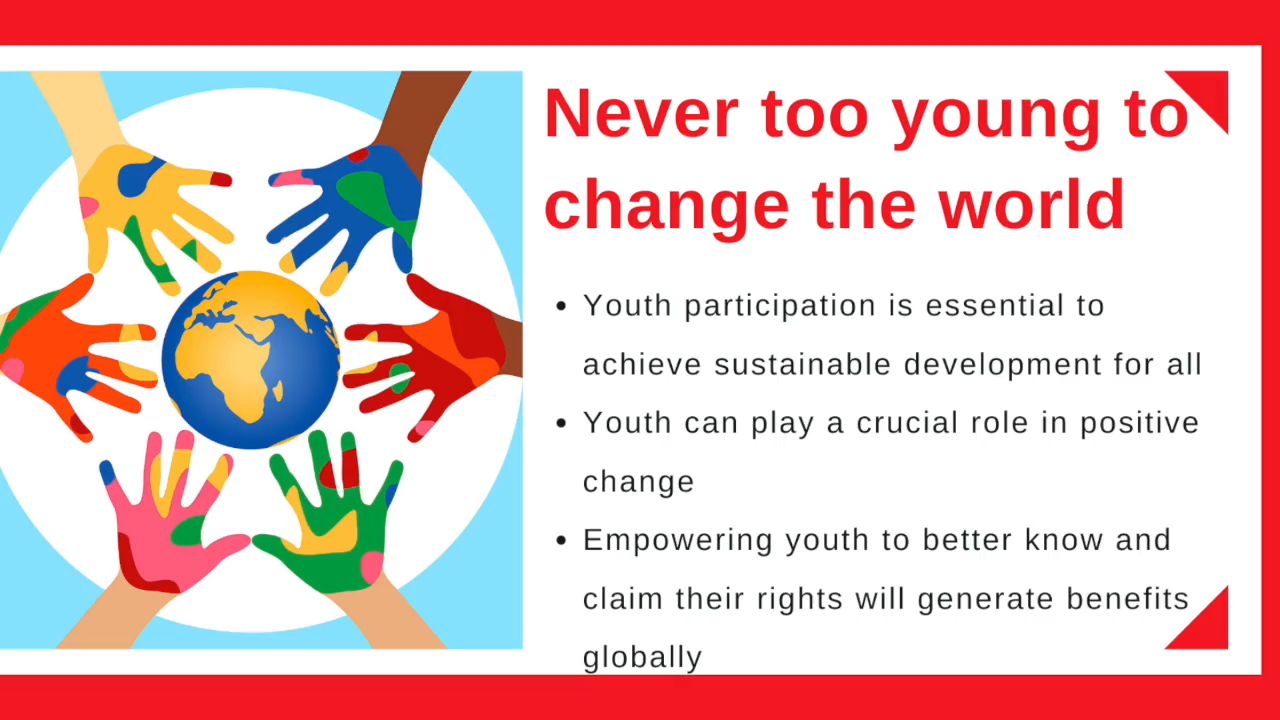 Never too young to
change the world
• Youth participation is essential to
achieve sustainable development for all
• Youth can play a crucial role in positive
change
• Empowering youth to better know and
claim their rights will generate benefits
globally